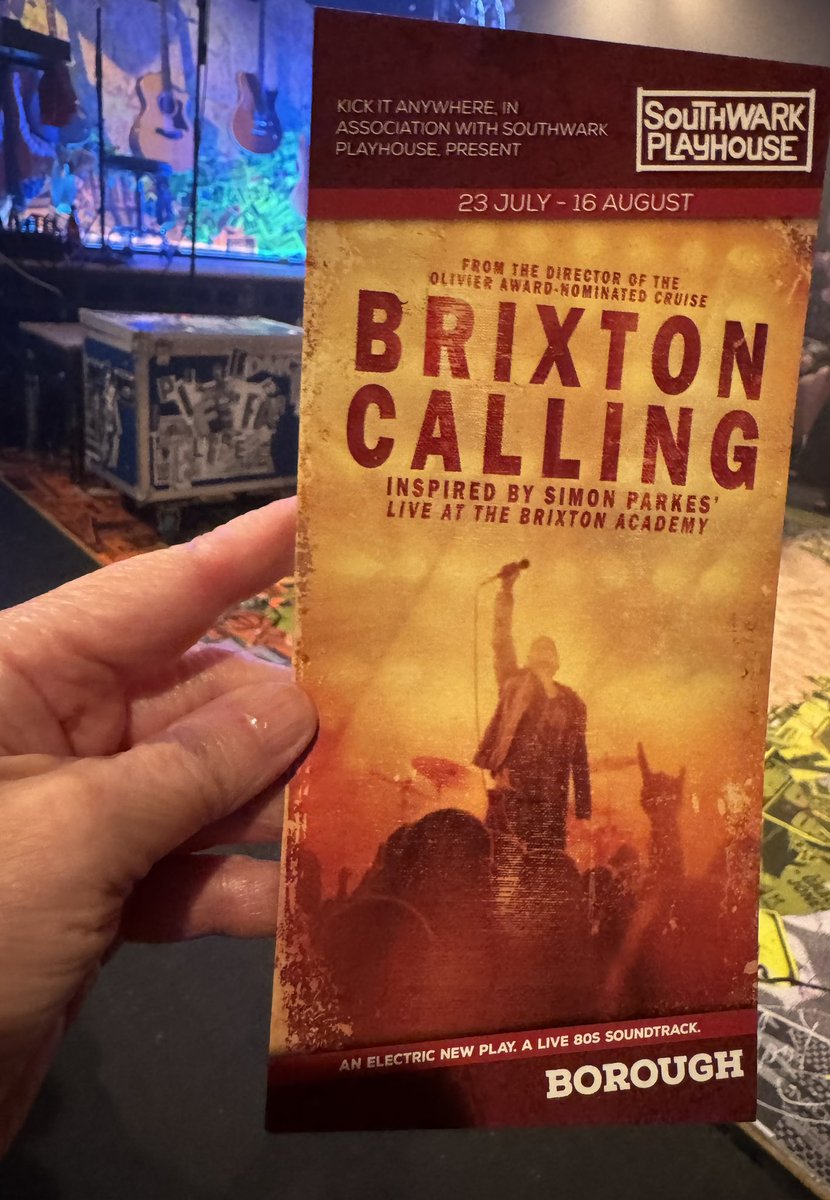 KICK IT ANYWHERE, IN
ASSOCIATION WITH SOUTHWARK
PLAYHOUSE, PRESENT
SOUTHWARK
PLAYHOUSE
23 JULY - 16 AUGUST
FROM THE DIRECTOR OF THE
OLIVIER AWARD-NOMINATED CRUISE
BRIXTON
CALLING
INSPIRED BY SIMON PARKES'
LIVE AT THE BRIXTON ACADEMY
AN ELECTRIC NEW PLAY. A LIVE 80S SOUNDTRACK.
BOROUGH